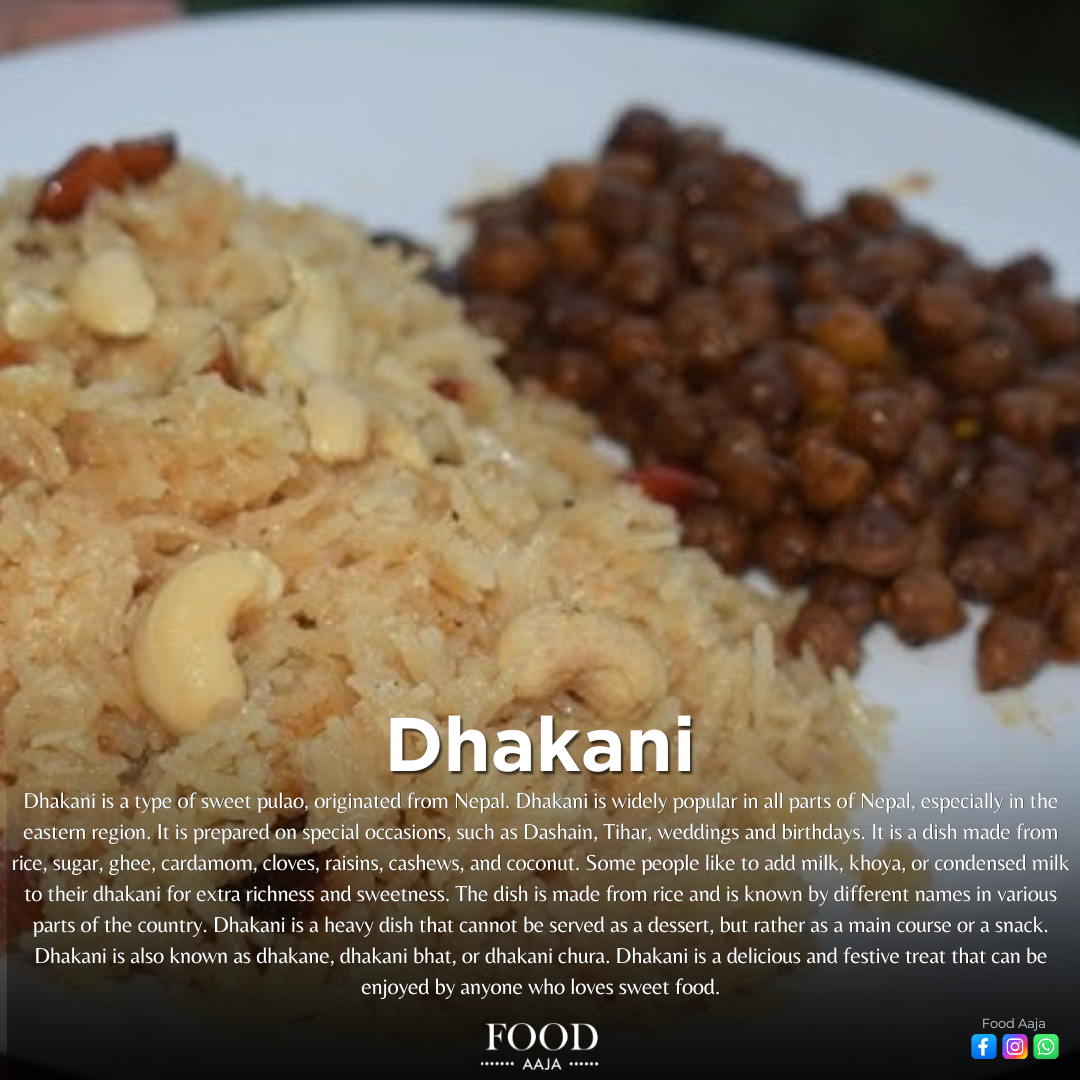 Dhakani
Dhakani is a type of sweet pulao, originated from Nepal. Dhakani is widely popular in all parts of Nepal, especially in the
eastern region. It is prepared on special occasions, such as Dashain, Tihar, weddings and birthdays. It is a dish made from
rice, sugar, ghee, cardamom, cloves, raisins, cashews, and coconut. Some people like to add milk, khoya, or condensed milk
to their dhakani for extra richness and sweetness. The dish is made from rice and is known by different names in various
parts of the country. Dhakani is a heavy dish that cannot be served as a dessert, but rather as a main course or a snack.
Dhakani is also known as dhakane, dhakani bhat, or dhakani chura. Dhakani is a delicious and festive treat that can be
enjoyed by anyone who loves sweet food.
FOOD
AAJA
Food Aaja